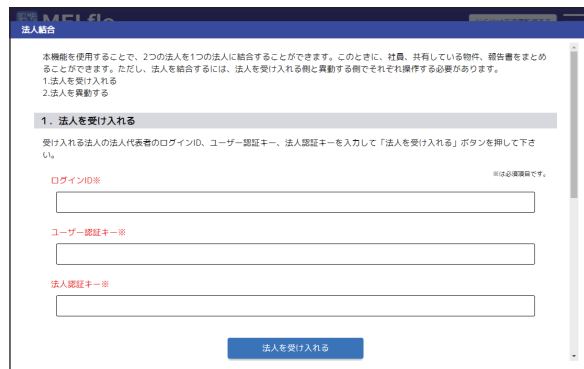 MELflo
法人結合
本機能を使用することで、2つの法人を1つの法人に結合することができます。このときに、社員、共有している物件、報告書をまとめ
ることができます。ただし、法人を結合するには、法人を受け入れる側と異動する側でそれぞれ操作する必要があります。
1.法人を受け入れる
2.法人を異動する
1．法人を受け入れる
受け入れる法人の法人代表者のログインID、ユーザー認証キー、法人認証キーを入力して「法人を受け入れる」ボタンを押して下さ
い。
※は必須項目です。
ログインID※
ユーザー認証キー※
法人認証キー※
法人を受け入れる